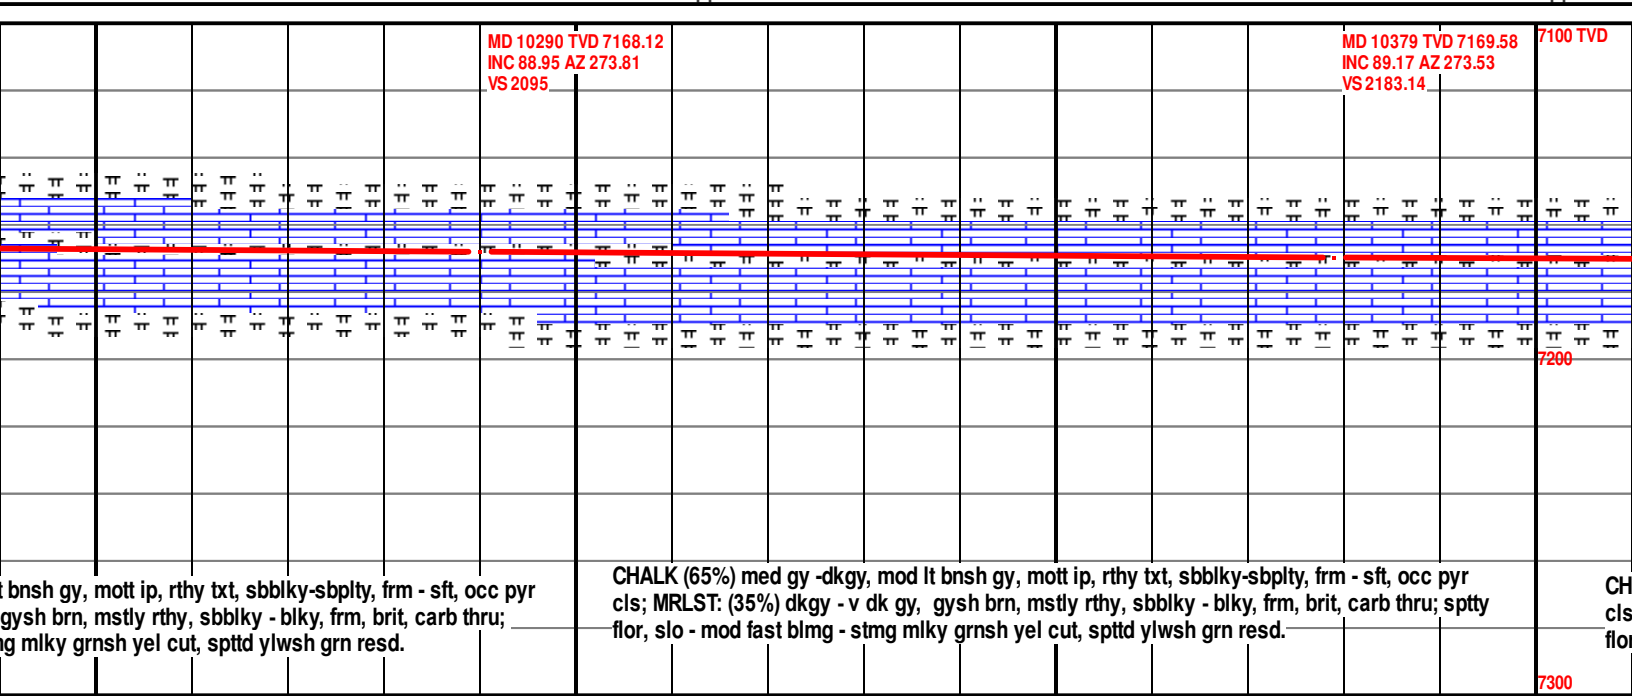 MD 10290 TVD 7168.12
INC 88.95 AZ 273.81
VS 2095
MD 10379 TVD 7169.58
INC 89.17 AZ 273.53
VS 2183.14
7100 TVD
7200
bnsh gy, mott ip, rthy txt, sbblky-sbplty, frm - sft, occ pyr
gysh brn, mstly rthy, sbblky - blky, frm, brit, carb thru;
mlky grnsh yel cut, spttd ylwsh grn resd.
CHALK (65%) med gy -dkgy, mod lt bnsh gy, mott ip, rthy txt, sbblky-sbplty, frm - sft, occ pyr
cls; MRLST: (35%) dkgy - v dk gy, gysh brn, mstly rthy, sbblky - blky, frm, brit, carb thru; sptty
flor, slo - mod fast blmg - stmg mlky grnsh yel cut, spttd ylwsh grn resd.
CH
cls
flor
7300